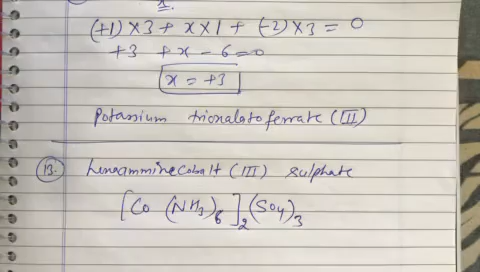 x.
(+1)×3 + x×1 + (-2)×3 = 0
+3 + x - 6 = 0
x = +3
Potassium trioxalatoferrate (III)
13. hexaamminecobalt (III) sulphate
[Co (NH3)6]2(SO4)3